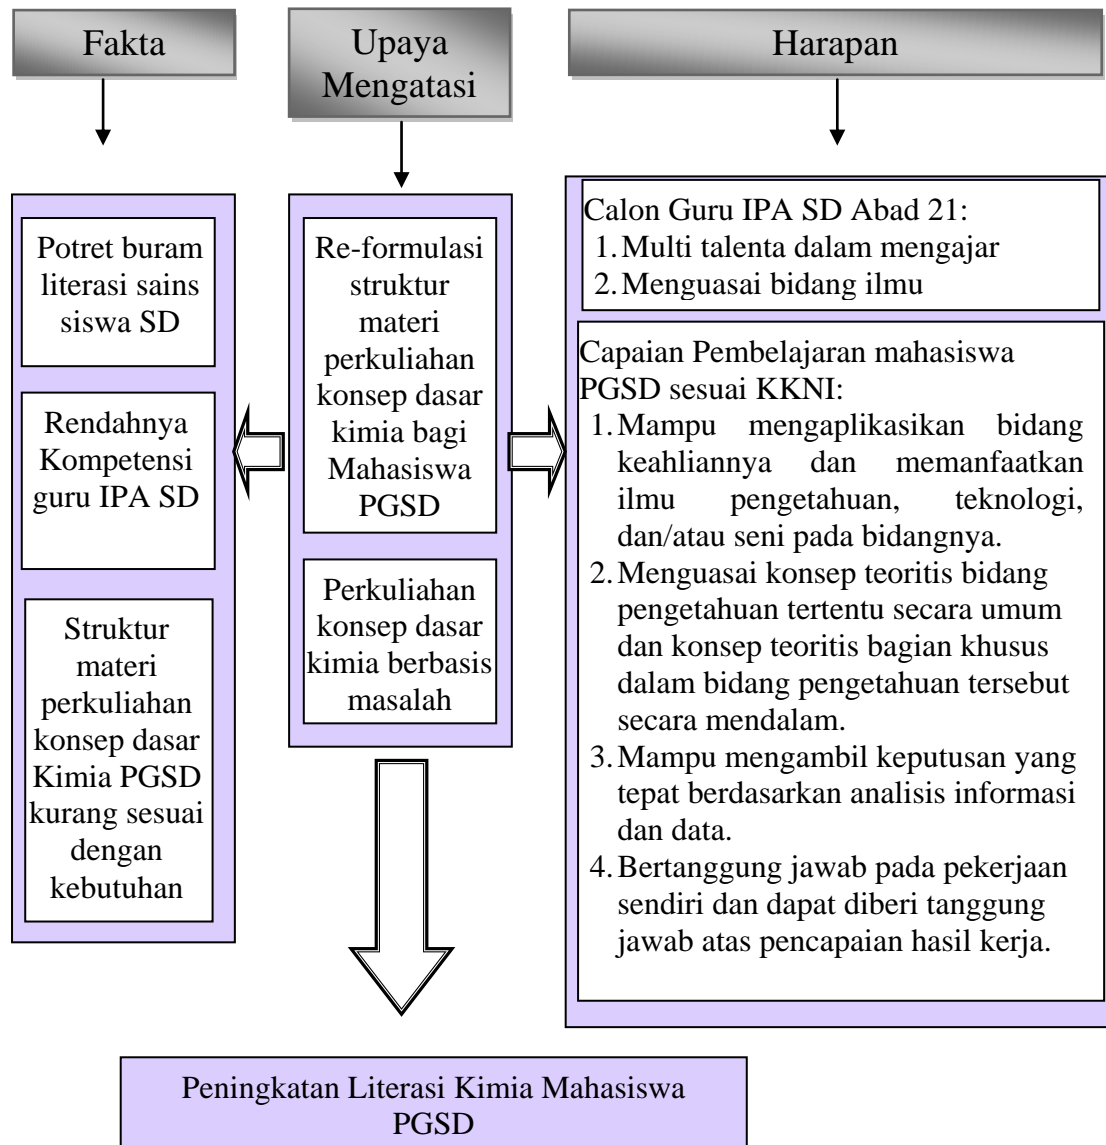 Fakta
Upaya
Mengatasi
Harapan
Potret buram
literasi sains
siswa SD
Rendahnya
Kompetensi
guru IPA SD
Struktur
materi
perkuliahan
konsep dasar
Kimia PGSD
kurang sesuai
dengan
kebutuhan
Re-formulasi
struktur
materi
perkuliahan
konsep dasar
kimia bagi
Mahasiswa
PGSD
Perkuliahan
konsep dasar
kimia berbasis
masalah
Calon Guru IPA SD Abad 21:
1. Multi talenta dalam mengajar
2. Menguasai bidang ilmu
Capaian Pembelajaran mahasiswa
PGSD sesuai KKNI:
1. Mampu mengaplikasikan bidang
keahliannya dan memanfaatkan
ilmu pengetahuan, teknologi,
dan/atau seni pada bidangnya.
2. Menguasai konsep teoritis bidang
pengetahuan tertentu secara umum
dan konsep teoritis bagian khusus
dalam bidang pengetahuan tersebut
secara mendalam.
3. Mampu mengambil keputusan yang
tepat berdasarkan analisis informasi
dan data.
4. Bertanggung jawab pada pekerjaan
sendiri dan dapat diberi tanggung
jawab atas pencapaian hasil kerja.
Peningkatan Literasi Kimia Mahasiswa
PGSD